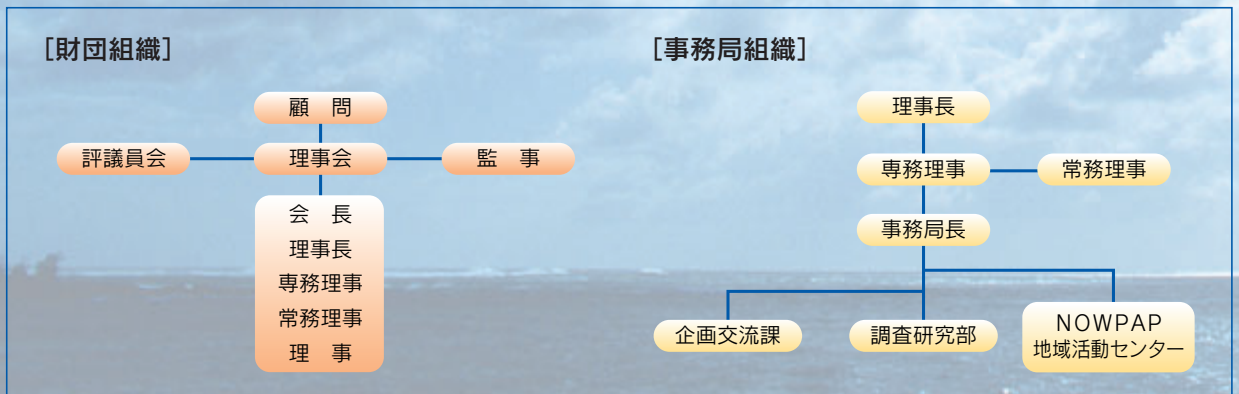 [財団組織]
顧 問
評議員会
理事会
監 事
会 長
理事長
専務理事
常務理事
理 事
[事務局組織]
理事長
専務理事
常務理事
事務局長
企画交流課
調査研究部
NOWPAP
地域活動センター